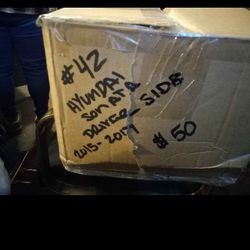 #42
HYUNDAI
SONATA
DRIVER - SIDE
2015-2017
$50